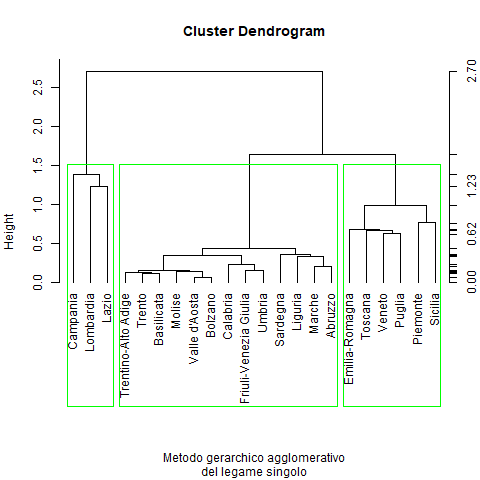 Cluster Dendrogram
Height
0.0
0.5
1.0
1.5
2.0
2.5
0.00
0.62
1.23
2.70
Campania
Lombardia
Lazio
Trentino-Alto Adige
Trento
Basilicata
Molise
Valle d'Aosta
Bolzano
Calabria
Friuli-Venezia Giulia
Umbria
Sardegna
Liguria
Marche
Abruzzo
Emilia-Romagna
Toscana
Veneto
Puglia
Piemonte
Sicilia
Metodo gerarchico agglomerativo
del legame singolo